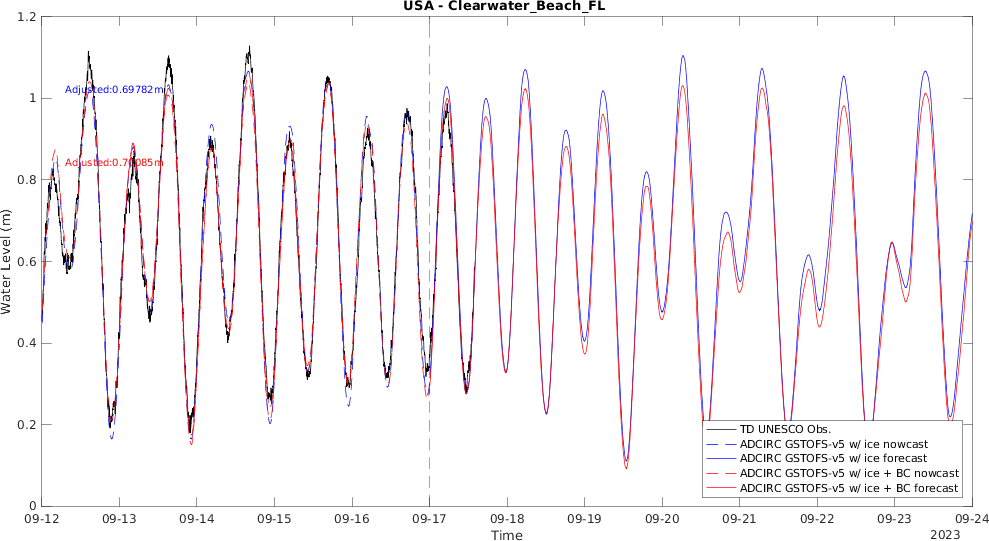 USA - Clearwater_Beach_FL
1.2
1
0.8
0.6
0.4
0.2
0
Water Level (m)
Adjusted:0.69782m
Adjusted:0.70085m
TD UNESCO Obs.
ADCIRC GSTOFS-v5 w/ ice nowcast
ADCIRC GSTOFS-v5 w/ ice forecast
ADCIRC GSTOFS-v5 w/ ice + BC nowcast
ADCIRC GSTOFS-v5 w/ ice + BC forecast
09-12 09-13 09-14 09-15 09-16 09-17 09-18 09-19 09-20 09-21 09-22 09-23 09-24
Time
2023